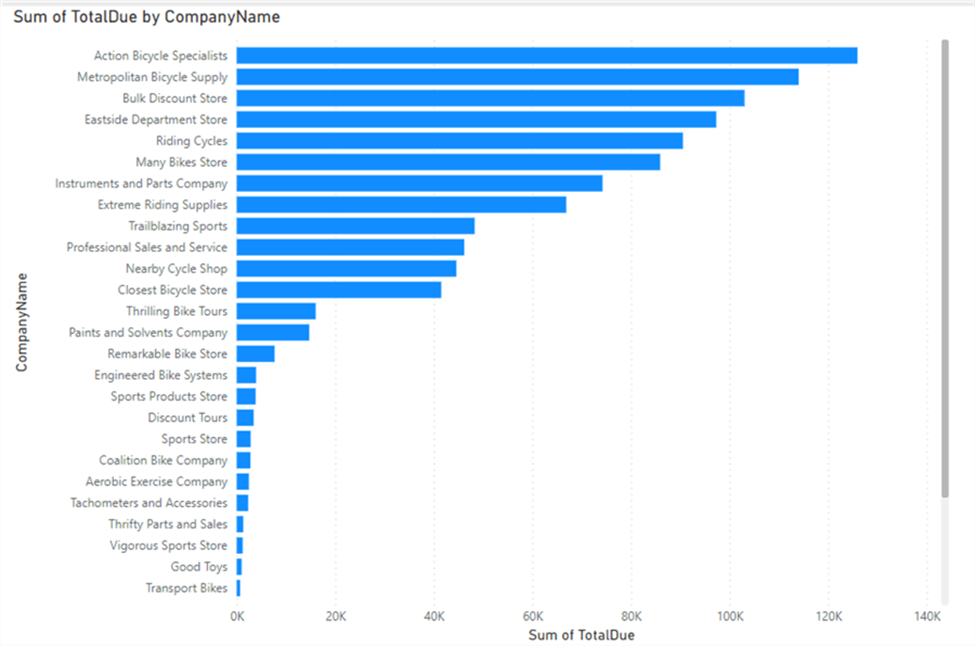 Sum of TotalDue by CompanyName
Action Bicycle Specialists
Metropolitan Bicycle Supply
Bulk Discount Store
Eastside Department Store
Riding Cycles
Many Bikes Store
Instruments and Parts Company
Extreme Riding Supplies
Trailblazing Sports
Professional Sales and Service
Nearby Cycle Shop
Closest Bicycle Store
Thrilling Bike Tours
Paints and Solvents Company
Remarkable Bike Store
Engineered Bike Systems
Sports Products Store
Discount Tours
Sports Store
Coalition Bike Company
Aerobic Exercise Company
Tachometers and Accessories
Thrifty Parts and Sales
Vigorous Sports Store
Good Toys
Transport Bikes
CompanyName
0K 20K 40K 60K 80K 100K 120K 140K
Sum of TotalDue